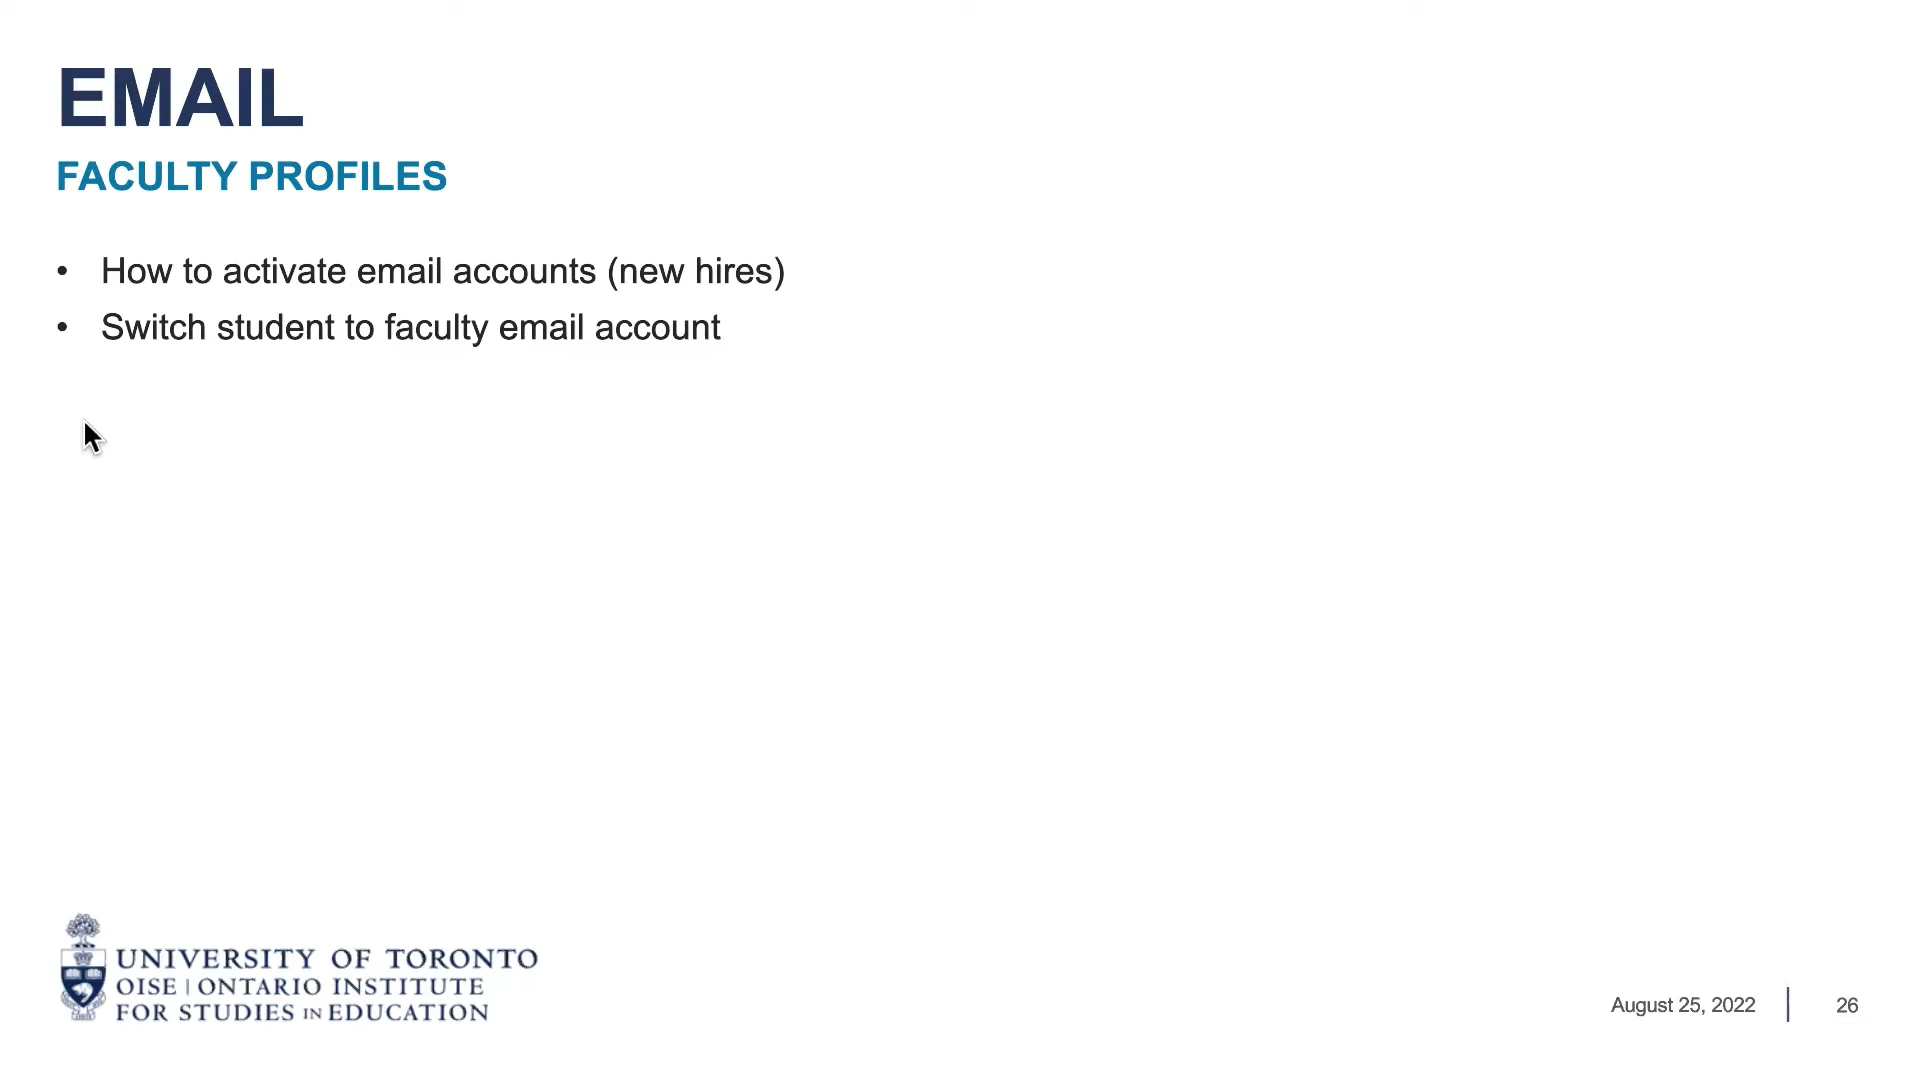 EMAIL
FACULTY PROFILES
• How to activate email accounts (new hires)
• Switch student to faculty email account
UNIVERSITY OF TORONTO
OISE | ONTARIO INSTITUTE
FOR STUDIES IN EDUCATION
August 25, 2022
26